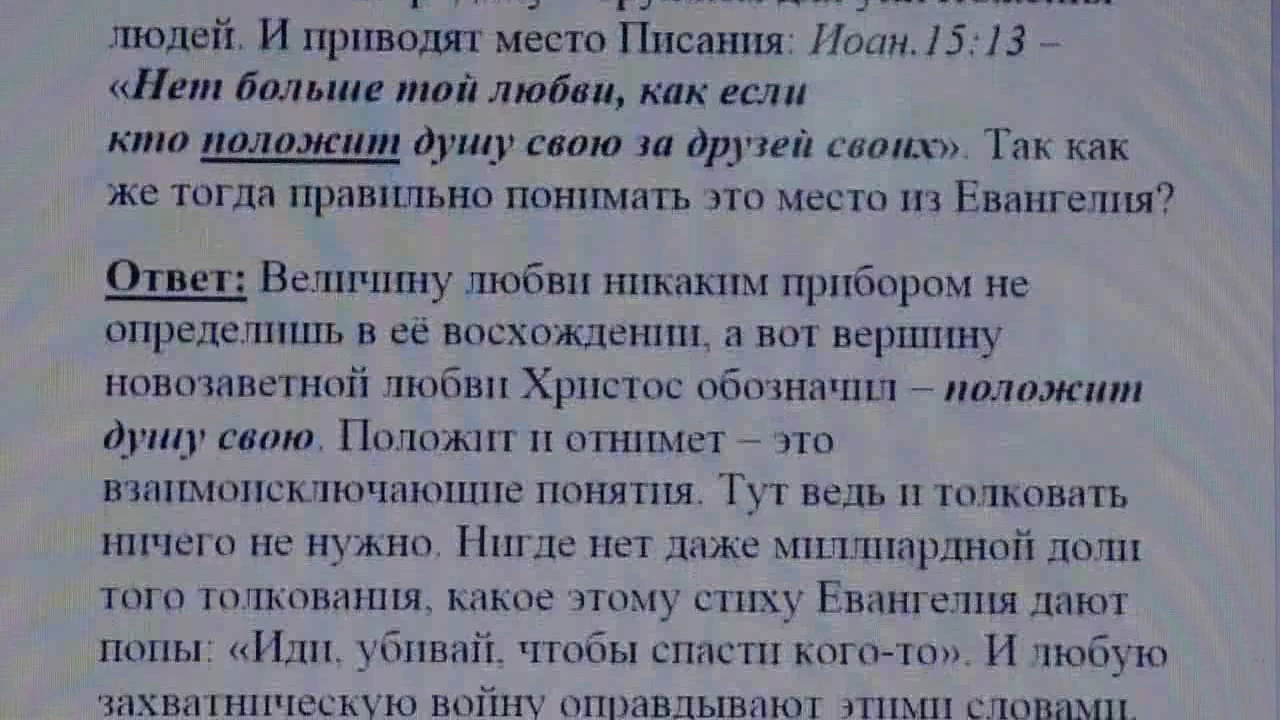 людей. И приводят место Писания: Иоан.15:13 –
«Нет больше той любви, как если
кто положит душу свою за друзей своих». Так как
же тогда правильно понимать это место из Евангелия?
Ответ: Величину любви никаким прибором не
определишь в её восхождении, а вот вершину
новозаветной любви Христос обозначил – положит
душу свою. Положит и отнимет – это
взаимоисключающие понятия. Тут ведь и толковать
ничего не нужно. Нигде нет даже миллиардной доли
того толкования, какое этому стиху Евангелия дают
попы: «Иди, убивай, чтобы спасти кого-то». И любую
захватническую войну оправдывают этими словами.